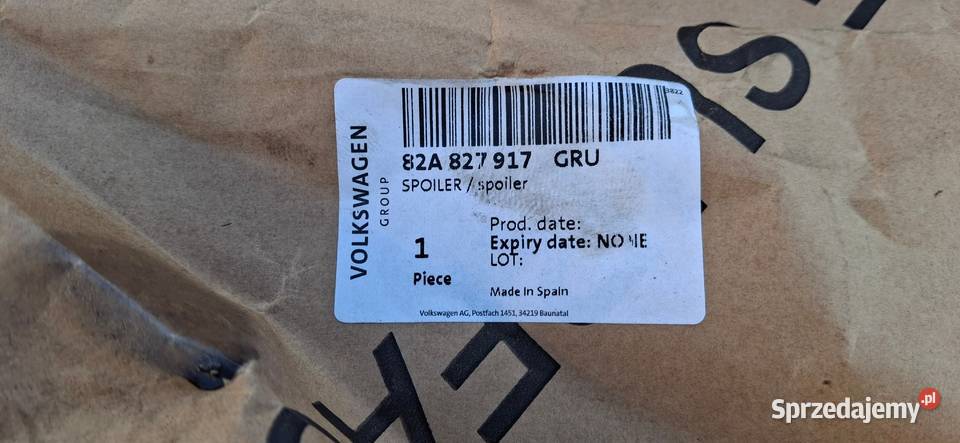 3822
82A 827 917 GRU
SPOILER / spoiler
VOLKSWAGEN
GROUP
1
Piece
Prod. date:
Expiry date: NONE
LOT:
Made In Spain
Volkswagen AG, Postfach 1451, 34219 Baunatal
Sprzedajemy.pl